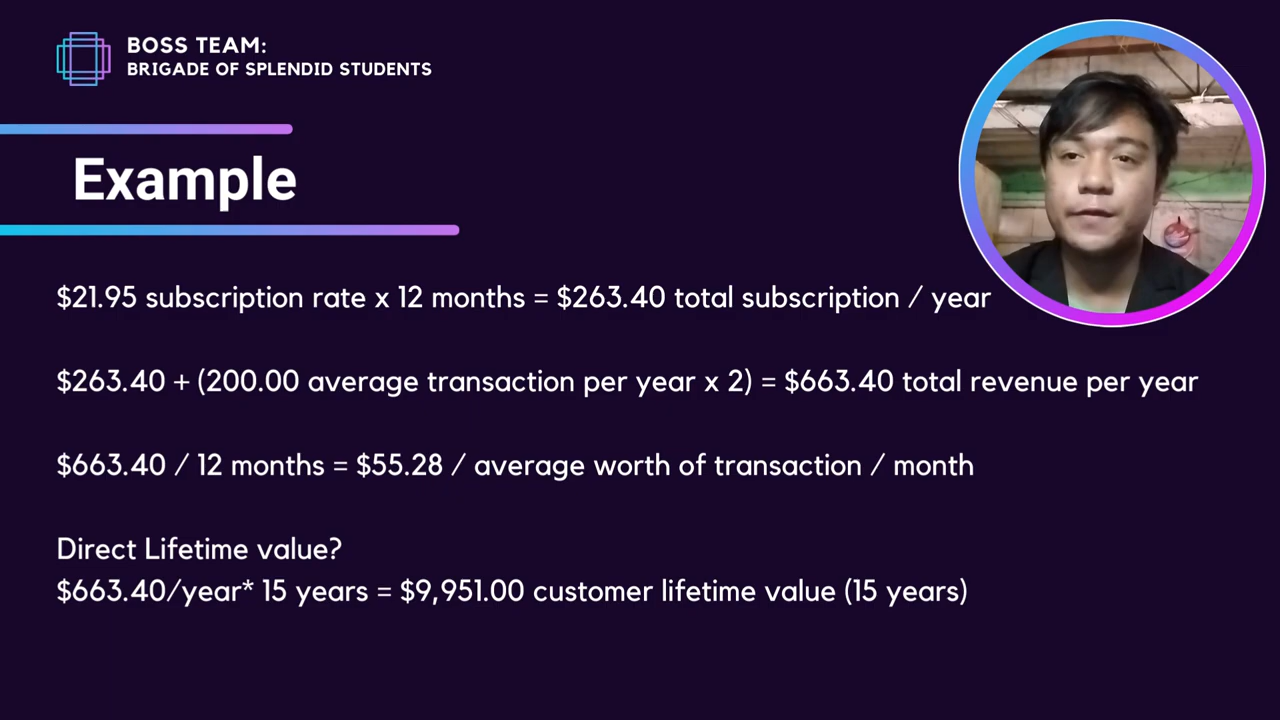 BOSS TEAM:
BRIGADE OF SPLENDID STUDENTS
Example
$21.95 subscription rate x 12 months = $263.40 total subscription / year
$263.40 + (200.00 average transaction per year x 2) = $663.40 total revenue per year
$663.40 / 12 months = $55.28 / average worth of transaction / month
Direct Lifetime value?
$663.40/year* 15 years = $9,951.00 customer lifetime value (15 years)